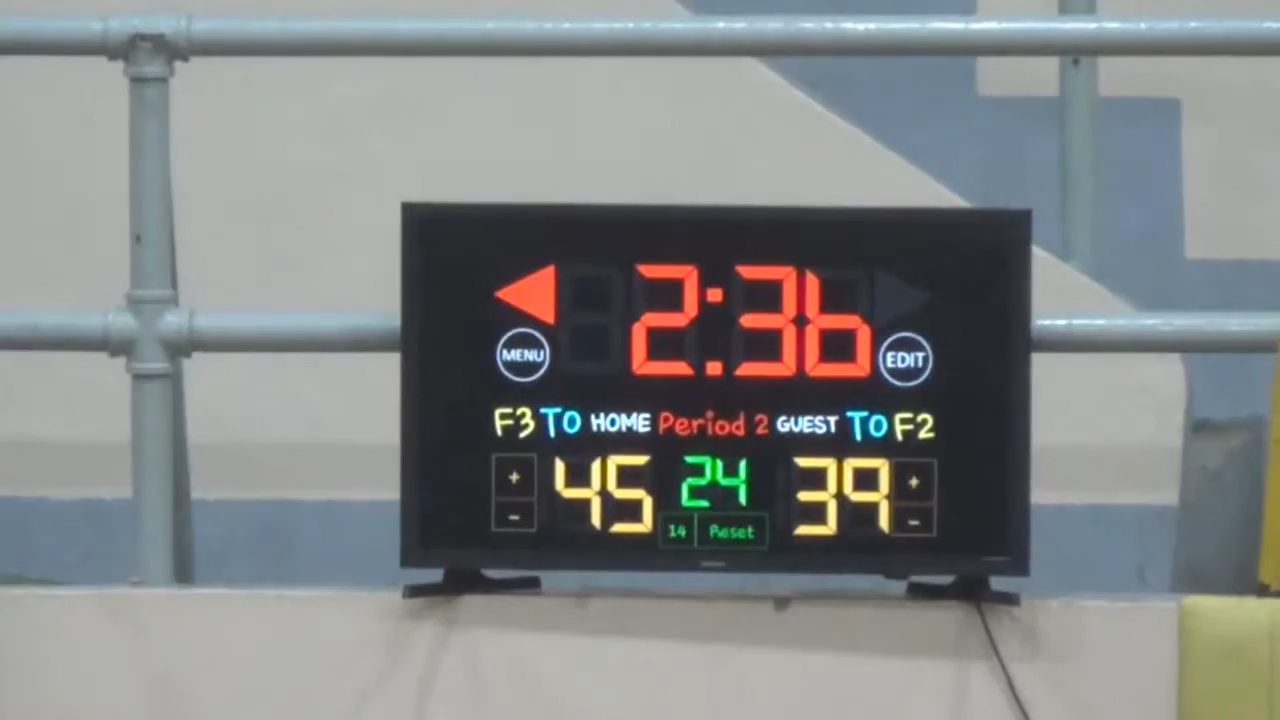 2:36
MENU EDIT
F3 TO HOME Period 2 GUEST TO F2
+ 45 24 39 +
- 14 Reset -